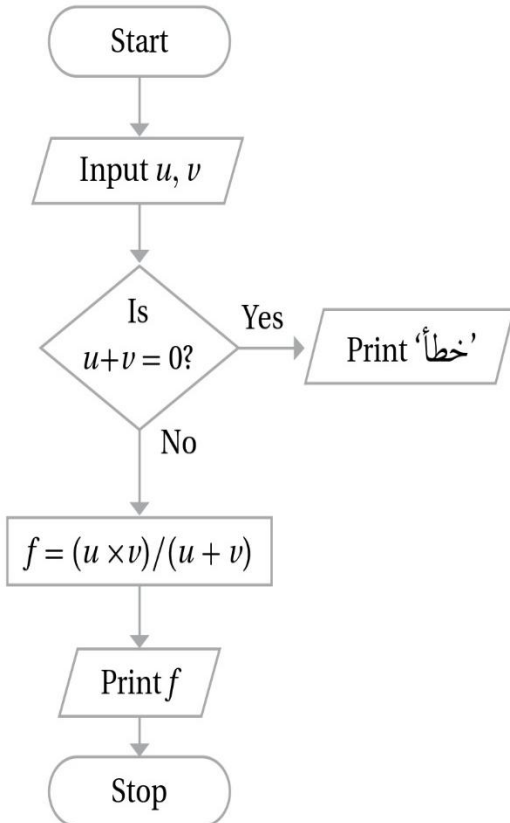 Start
Input u, v
Is
u+v = 0?
Yes
Print ‘خطأ’
No
f = (u ×v)/(u + v)
Print f
Stop